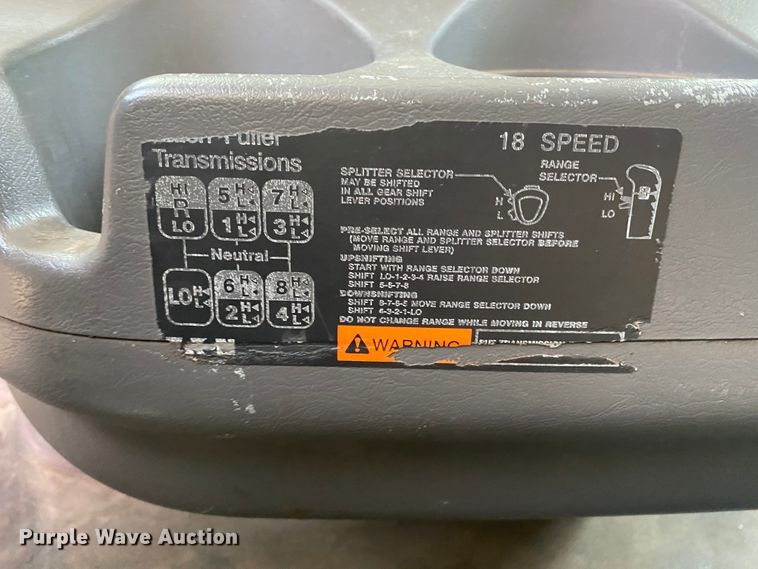 Fuller
Transmissions
18 SPEED
HI
R
LO
5 H L
7 H L
1 H L
3 H L
Neutral
LO H L
6 H L
8 H L
2 H L
4 H L
SPLITTER SELECTOR
MAY BE SHIFTED
IN ALL GEAR SHIFT
LEVER POSITIONS
H
L
RANGE
SELECTOR
HI
LO
PRE-SELECT ALL RANGE AND SPLITTER SHIFTS
(MOVE RANGE AND SPLITTER SELECTOR BEFORE
MOVING SHIFT LEVER)
UPSHIFTING
START WITH RANGE SELECTOR DOWN
SHIFT LO-1-2-3-4 RAISE RANGE SELECTOR
SHIFT 5-6-7-8
DOWNSHIFTING
SHIFT 8-7-6-5 MOVE RANGE SELECTOR DOWN
SHIFT 4-3-2-1-LO
DO NOT CHANGE RANGE WHILE MOVING IN REVERSE
WARNING
TRANSMISSION
Purple Wave Auction